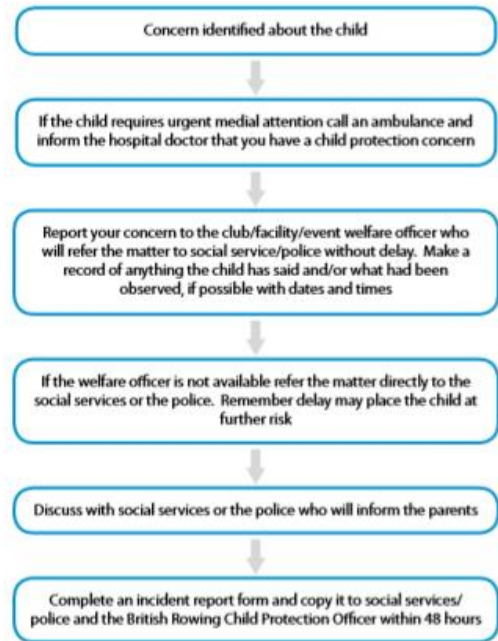 Concern identified about the child
If the child requires urgent medial attention call an ambulance and
inform the hospital doctor that you have a child protection concern
Report your concern to the club/facility/event welfare officer who
will refer the matter to social service/police without delay. Make a
record of anything the child has said and/or what had been
observed, if possible with dates and times
If the welfare officer is not available refer the matter directly to the
social services or the police. Remember delay may place the child at
further risk
Discuss with social services or the police who will inform the parents
Complete an incident report form and copy it to social services/
police and the British Rowing Child Protection Officer within 48 hours